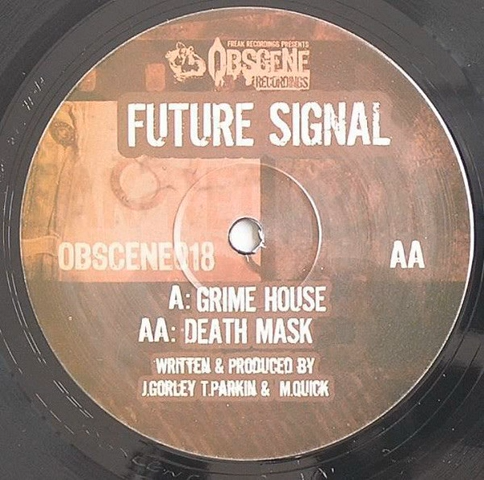 FREAK RECORDINGS PRESENTS
OBSCENE
RECORDINGS
FUTURE SIGNAL
OBSCENE018
AA
A: GRIME HOUSE
AA: DEATH MASK
WRITTEN & PRODUCED BY
J.GORLEY T.PARKIN & M.QUICK